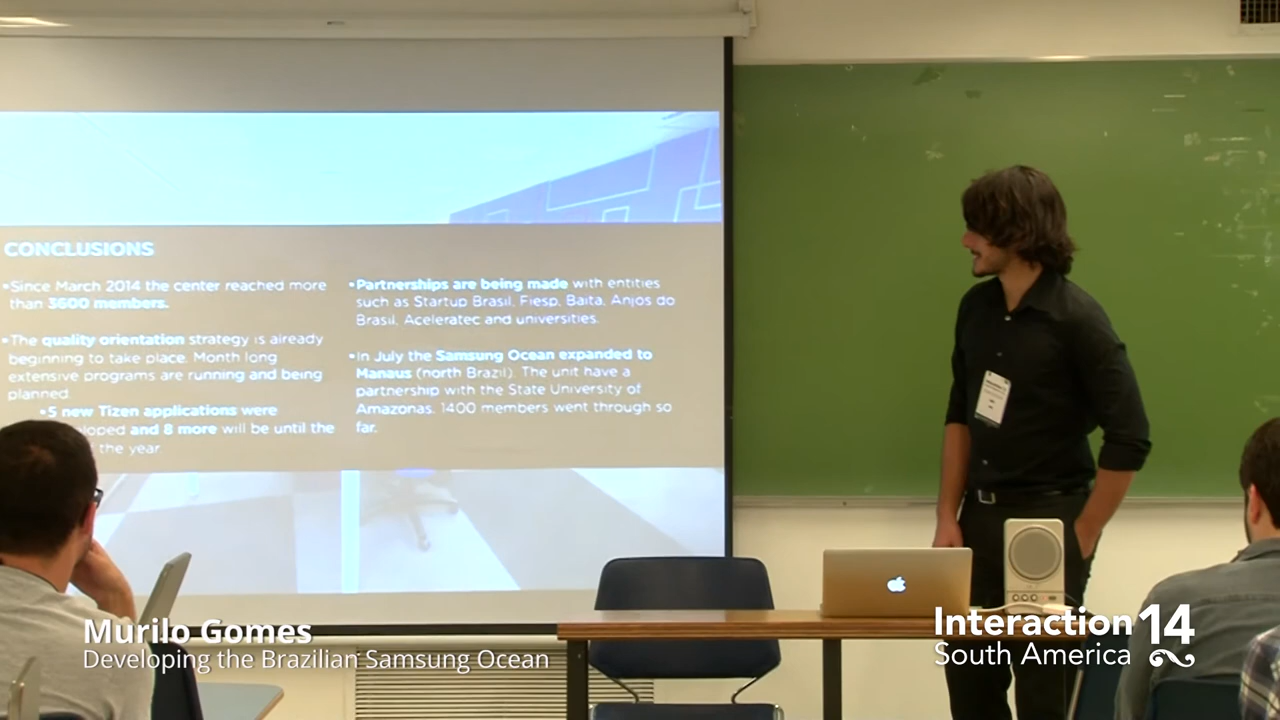 CONCLUSIONS
•Since March 2014 the center reached more
than 3600 members.
•The quality orientation strategy is already
beginning to take place. Month long
extensive programs are running and being
planned.
•5 new Tizen applications were
loped and 8 more will be until the
the year.
•Partnerships are being made with entities
such as Startup Brasil, Fiesp, Baita, Anjos do
Brasil, Aceleratec and universities.
•In July the Samsung Ocean expanded to
Manaus (north Brazil). The unit have a
partnership with the State University of
Amazonas. 1400 members went through so
far.
Murilo Gomes
Developing the Brazilian Samsung Ocean
Interaction 14
South America